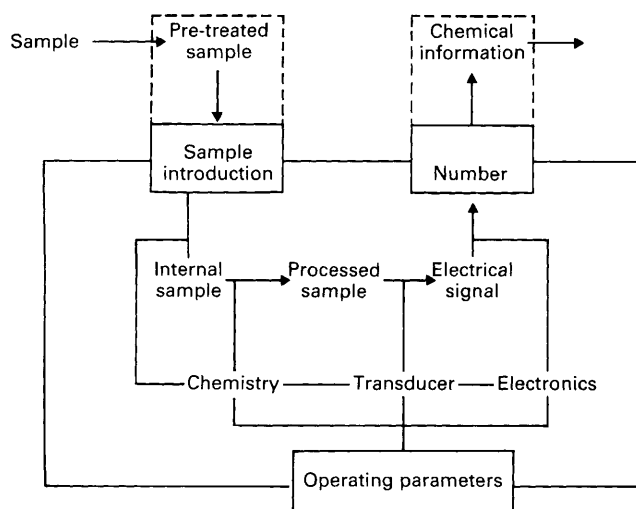 Sample
Pre-treated
sample
Chemical
information
Sample
introduction
Number
Internal
sample
Processed
sample
Electrical
signal
Chemistry
Transducer
Electronics
Operating parameters